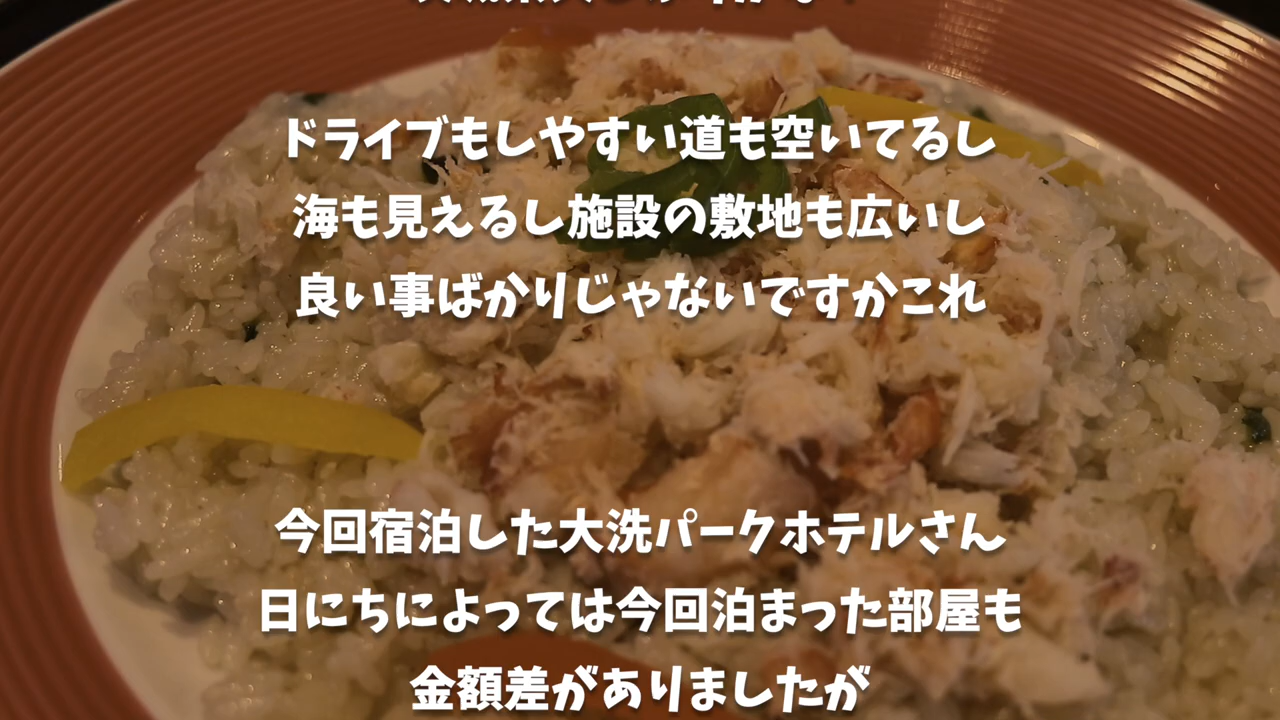 ドライブもしやすい道も空いてるし
海も見えるし施設の敷地も広いし
良い事ばかりじゃないですかこれ
今回宿泊した大洗パークホテルさん
日にちによっては今回泊まった部屋も
金額差がありましたが